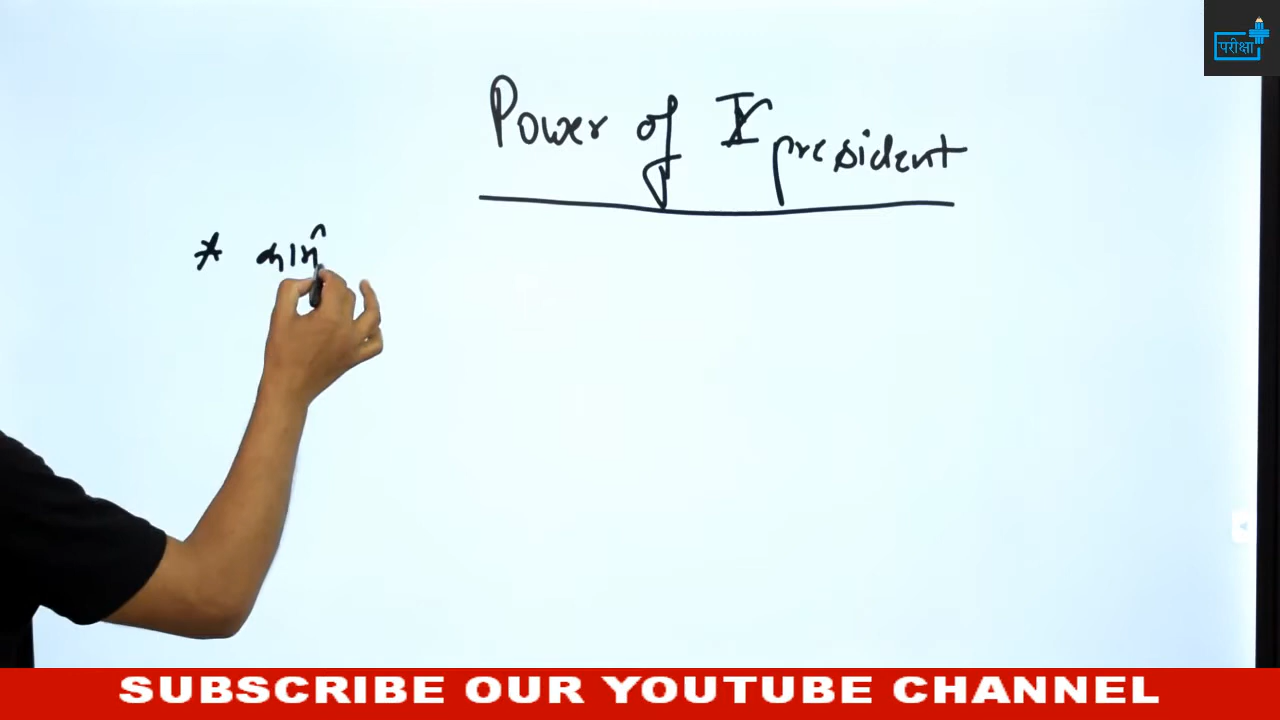 परीक्षा
Power of president
*
SUBSCRIBE OUR YOUTUBE CHANNEL